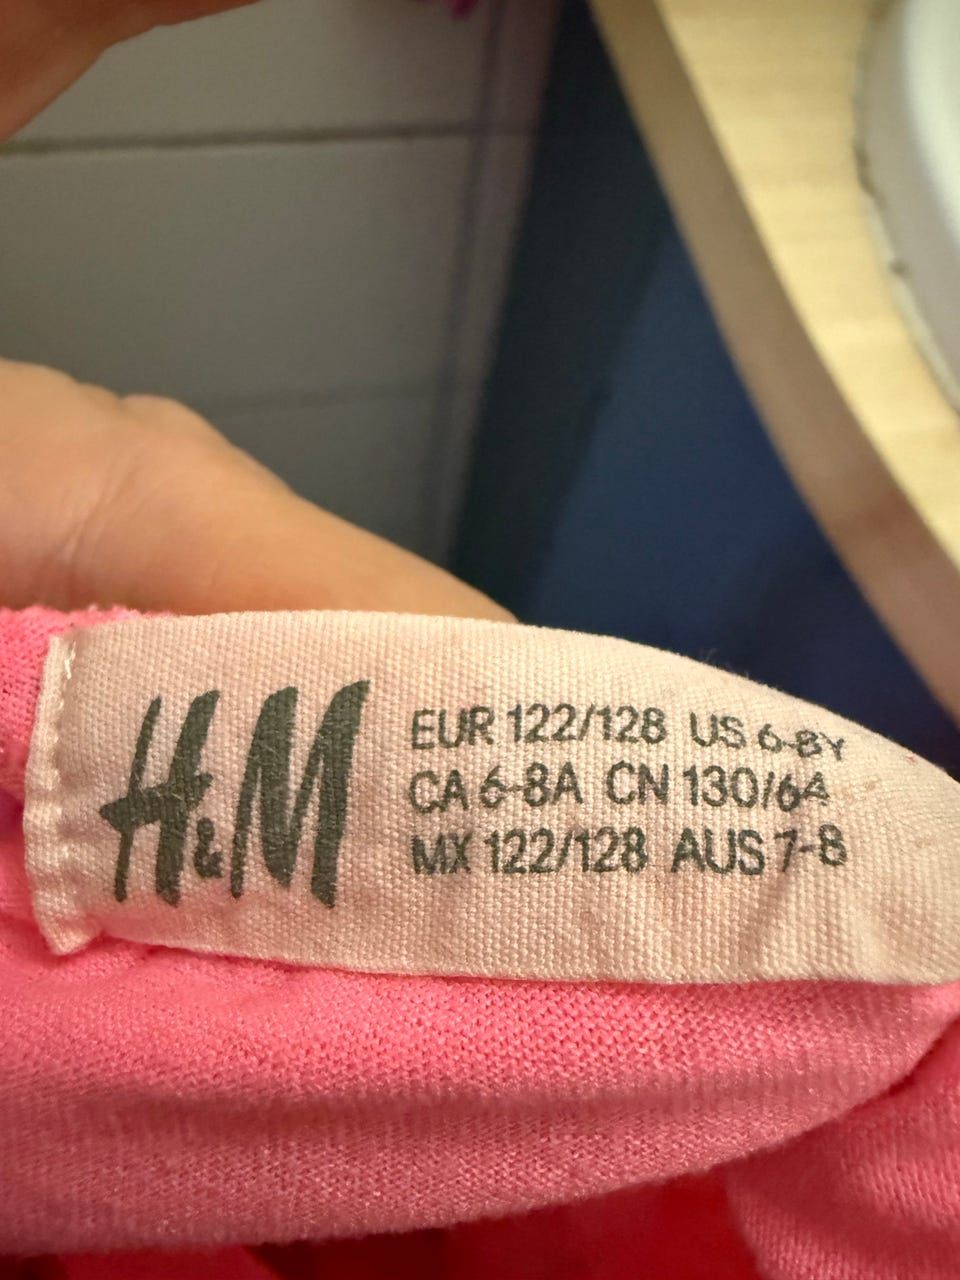 H&M
EUR 122/128 US 6-8Y
CA 6-8A CN 130/64
MX 122/128 AUS 7-8